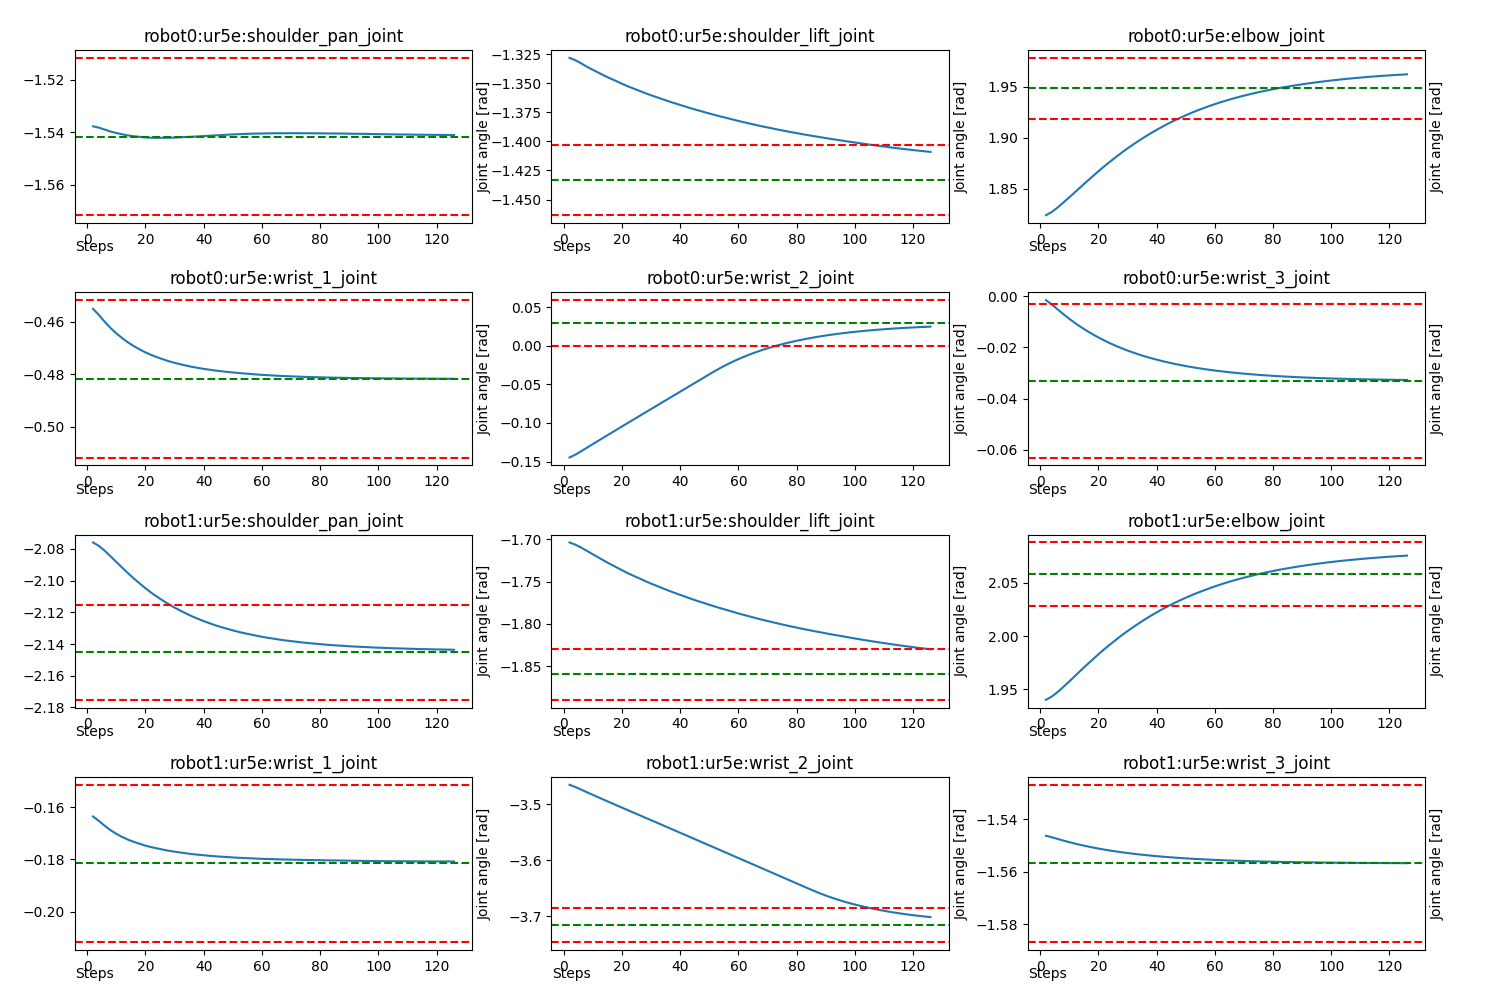 robot0:ur5e:shoulder_pan_joint
−1.52
−1.54
−1.56
0 20 40 60 80 100 120
Steps
Joint angle [rad]
robot0:ur5e:shoulder_lift_joint
−1.325
−1.350
−1.375
−1.400
−1.425
−1.450
0 20 40 60 80 100 120
Steps
Joint angle [rad]
robot0:ur5e:elbow_joint
1.95
1.90
1.85
0 20 40 60 80 100 120
Steps
Joint angle [rad]
robot0:ur5e:wrist_1_joint
−0.46
−0.48
−0.50
0 20 40 60 80 100 120
Steps
Joint angle [rad]
robot0:ur5e:wrist_2_joint
0.05
0.00
−0.05
−0.10
−0.15
0 20 40 60 80 100 120
Steps
Joint angle [rad]
robot0:ur5e:wrist_3_joint
0.00
−0.02
−0.04
−0.06
0 20 40 60 80 100 120
Steps
Joint angle [rad]
robot1:ur5e:shoulder_pan_joint
−2.08
−2.10
−2.12
−2.14
−2.16
−2.18
0 20 40 60 80 100 120
Steps
Joint angle [rad]
robot1:ur5e:shoulder_lift_joint
−1.70
−1.75
−1.80
−1.85
0 20 40 60 80 100 120
Steps
Joint angle [rad]
robot1:ur5e:elbow_joint
2.05
2.00
1.95
0 20 40 60 80 100 120
Steps
Joint angle [rad]
robot1:ur5e:wrist_1_joint
−0.16
−0.18
−0.20
0 20 40 60 80 100 120
Steps
Joint angle [rad]
robot1:ur5e:wrist_2_joint
−3.5
−3.6
−3.7
0 20 40 60 80 100 120
Steps
Joint angle [rad]
robot1:ur5e:wrist_3_joint
−1.54
−1.56
−1.58
0 20 40 60 80 100 120
Steps
Joint angle [rad]